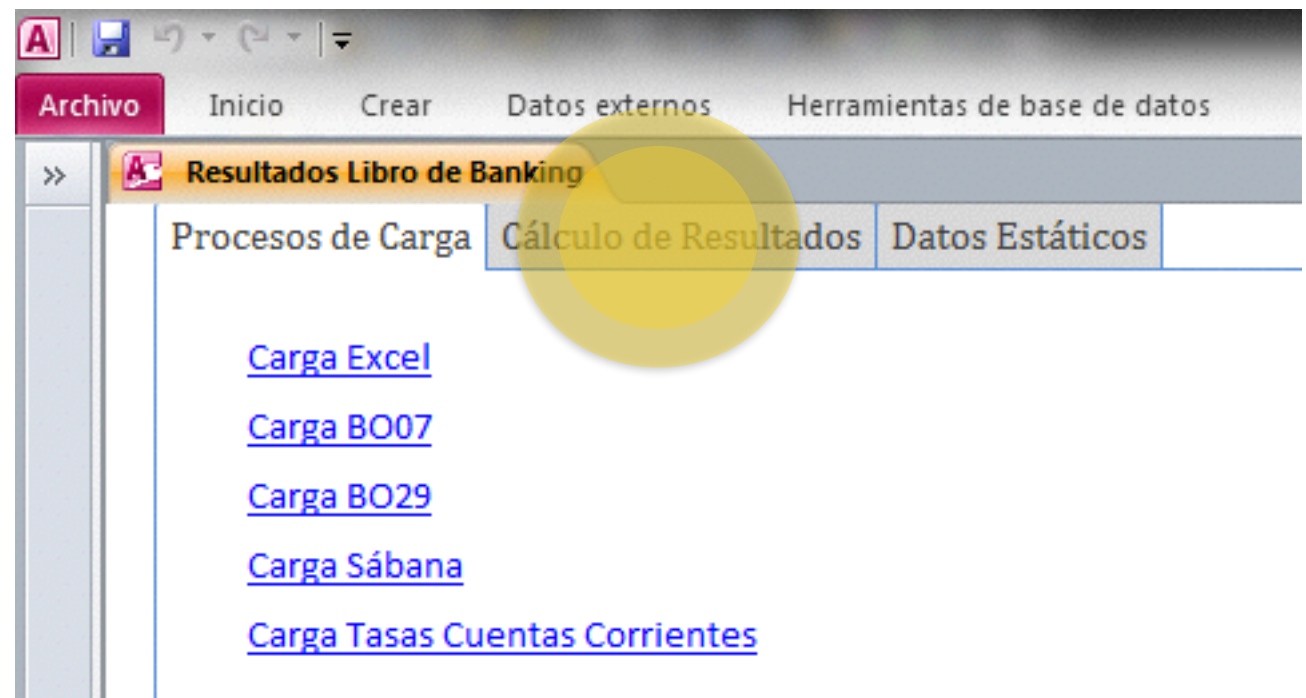 Archivo Inicio Crear Datos externos Herramientas de base de datos
Resultados Libro de Banking
Procesos de Carga Cálculo de Resultados Datos Estáticos
Carga Excel
Carga BO07
Carga BO29
Carga Sábana
Carga Tasas Cuentas Corrientes